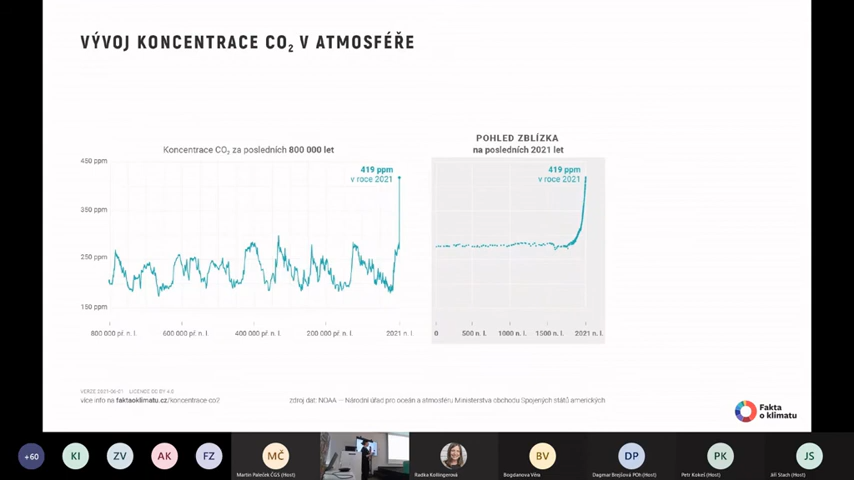 VÝVOJ KONCENTRACE CO₂ V ATMOSFÉŘE
Koncentrace CO₂ za posledních 800 000 let
450 ppm
350 ppm
250 ppm
150 ppm
419 ppm
v roce 2021
800 000 př. n. l.
600 000 př. n. l.
400 000 př. n. l.
200 000 př. n. l.
2021 n. l.
POHLED ZBLÍZKA
na posledních 2021 let
419 ppm
v roce 2021
0
500 n. l.
1000 n. l.
1500 n. l.
2021 n. l.
VERZE 2021-06-01 LICENCE CC BY 4.0
více info na faktaoklimatu.cz/koncentrace-co2
zdroj dat: NOAA – Národní úřad pro oceán a atmosféru Ministerstva obchodu Spojených států amerických
Fakta
o klimatu
+60
KI
ZV
AK
FZ
MČ
Martin Paleček ČGS (Host)
Radka Kollingerová
BV
Bogdanova Věra
DP
Dagmar Brejšová POh (Host)
PK
Petr Kokeš (Host)
JS
Jiří Stach (Host)